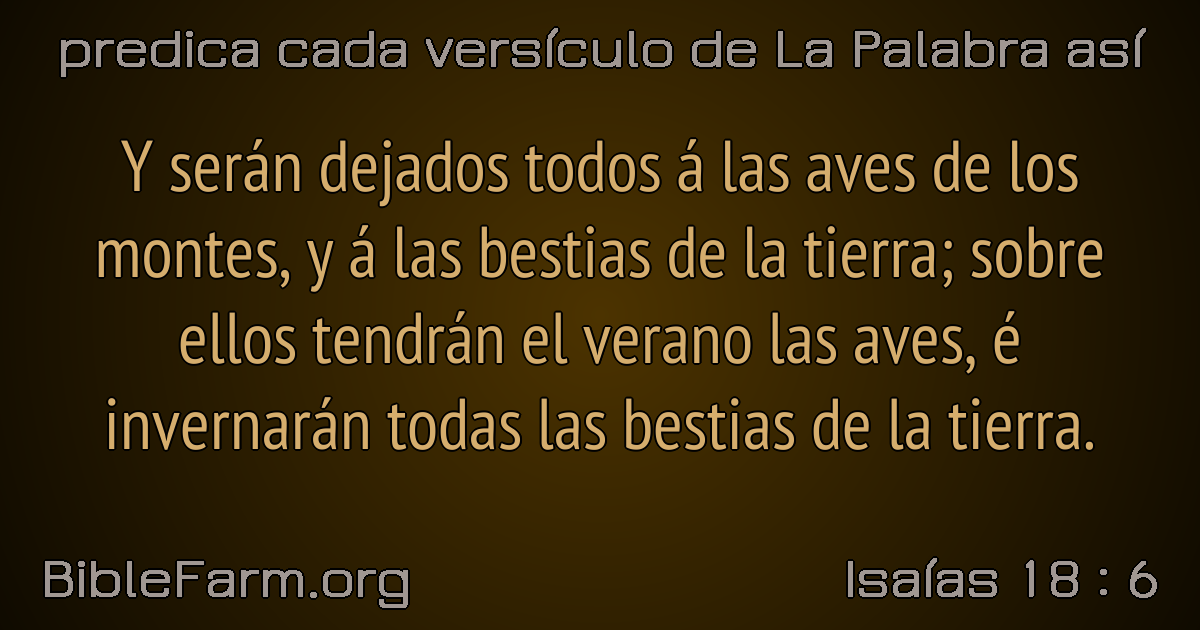 predica cada versículo de La Palabra así
Y serán dejados todos á las aves de los
montes, y á las bestias de la tierra; sobre
ellos tendrán el verano las aves, é
invernarán todas las bestias de la tierra.
BibleFarm.org
Isaías 18 : 6